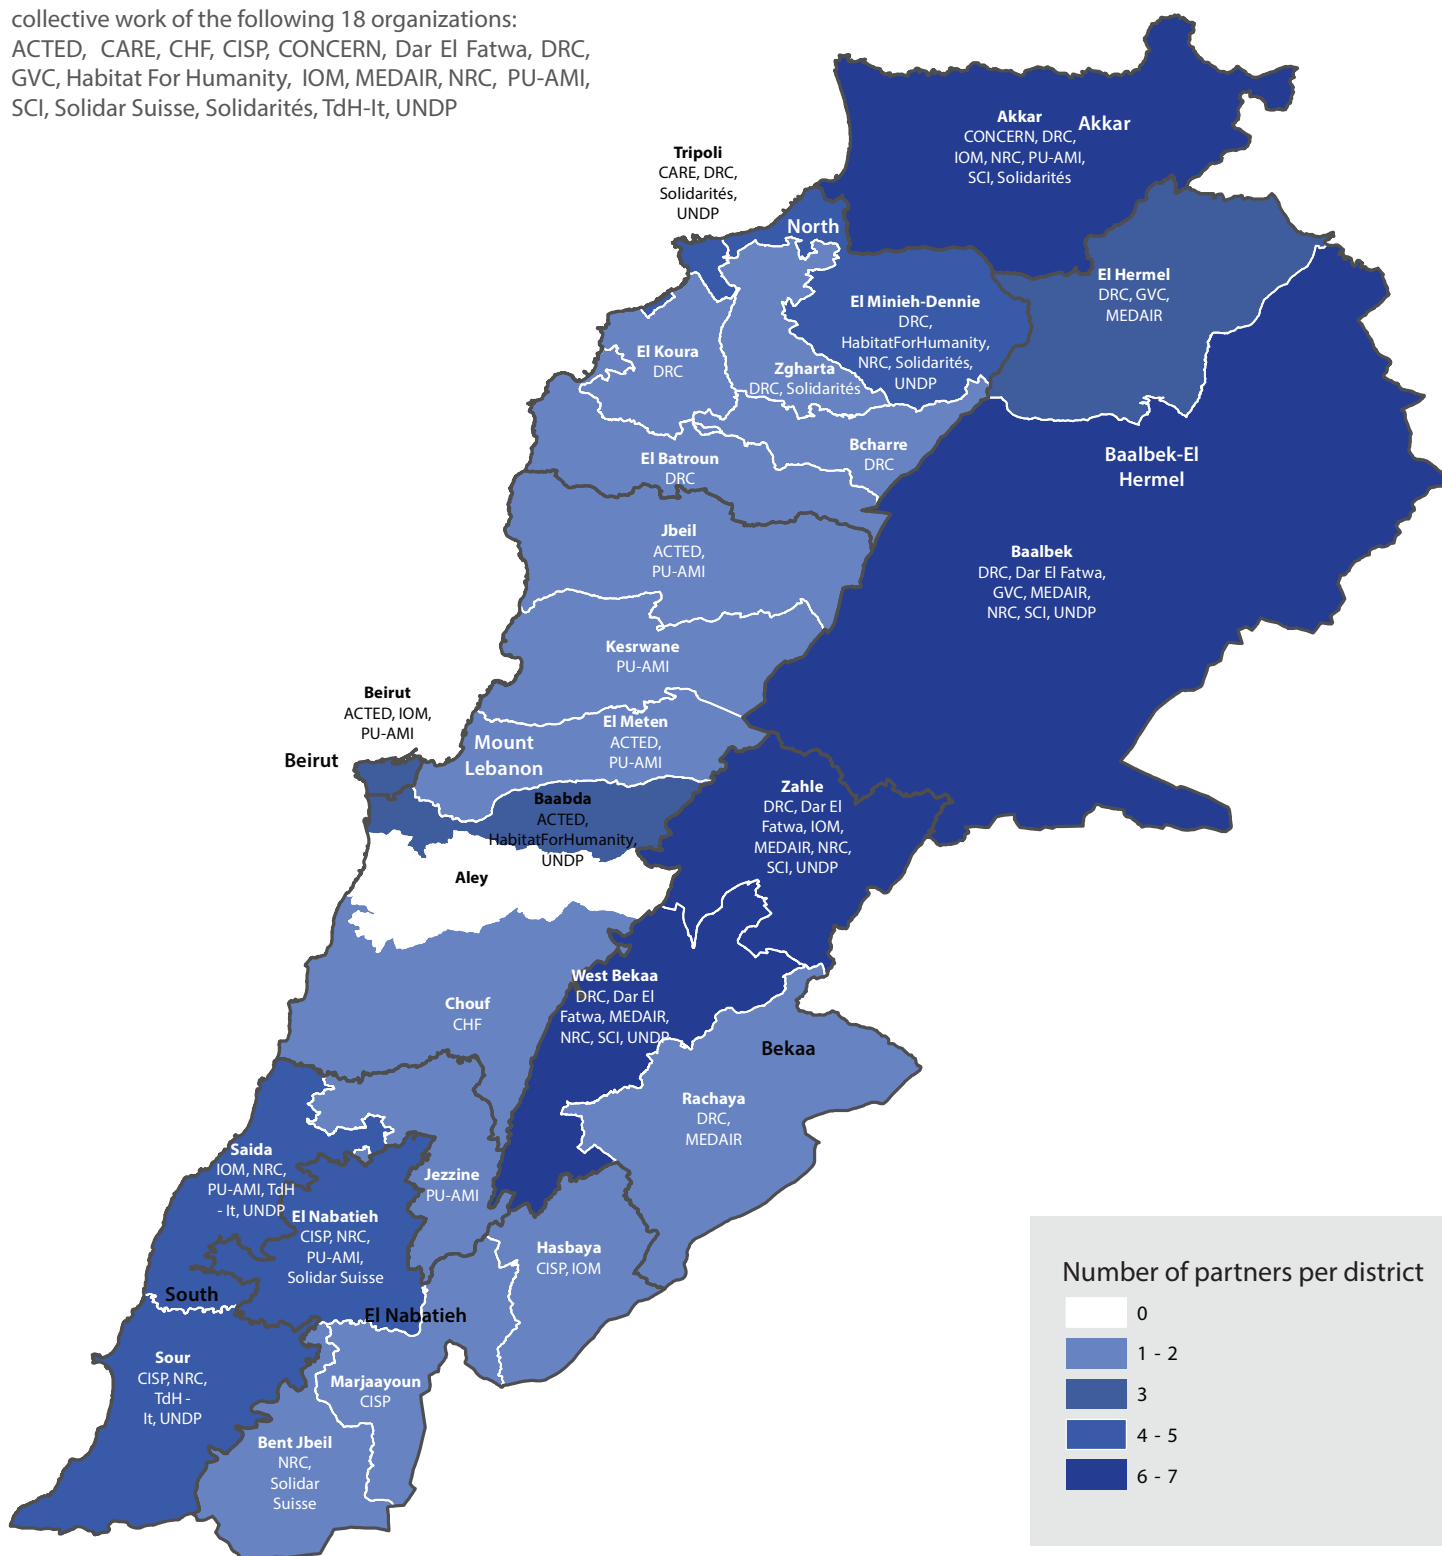 collective work of the following 18 organizations:
ACTED, CARE, CHF, CISP, CONCERN, Dar El Fatwa, DRC,
GVC, Habitat For Humanity, IOM, MEDAIR, NRC, PU-AMI,
SCI, Solidar Suisse, Solidarités, TdH-It, UNDP
Akkar
CONCERN, DRC,
IOM, NRC, PU-AMI,
SCI, Solidarités
Akkar
Tripoli
CARE, DRC,
Solidarités,
UNDP
North
El Hermel
DRC, GVC,
MEDAIR
El Minieh-Dennie
DRC,
HabitatForHumanity,
NRC, Solidarités,
UNDP
El Koura
DRC
Zgharta
DRC, Solidarités
Bcharre
DRC
El Batroun
DRC
Baalbek-El
Hermel
Jbeil
ACTED,
PU-AMI
Baalbek
DRC, Dar El Fatwa,
GVC, MEDAIR,
NRC, SCI, UNDP
Kesrwane
PU-AMI
Beirut
ACTED, IOM,
PU-AMI
Beirut
El Meten
ACTED,
PU-AMI
Mount
Lebanon
Baabda
ACTED,
HabitatForHumanity,
UNDP
Zahle
DRC, Dar El
Fatwa, IOM,
MEDAIR, NRC,
SCI, UNDP
Aley
West Bekaa
DRC, Dar El
Fatwa, MEDAIR,
NRC, SCI, UNDP
Chouf
CHF
Bekaa
Rachaya
DRC,
MEDAIR
Saida
IOM, NRC,
PU-AMI, TdH
- It, UNDP
Jezzine
PU-AMI
El Nabatieh
CISP, NRC,
PU-AMI,
Solidar Suisse
Hasbaya
CISP, IOM
South
El Nabatieh
Sour
CISP, NRC,
TdH -
It, UNDP
Marjaayoun
CISP
Bent Jbeil
NRC,
Solidar
Suisse
Number of partners per district
0
1 - 2
3
4 - 5
6 - 7